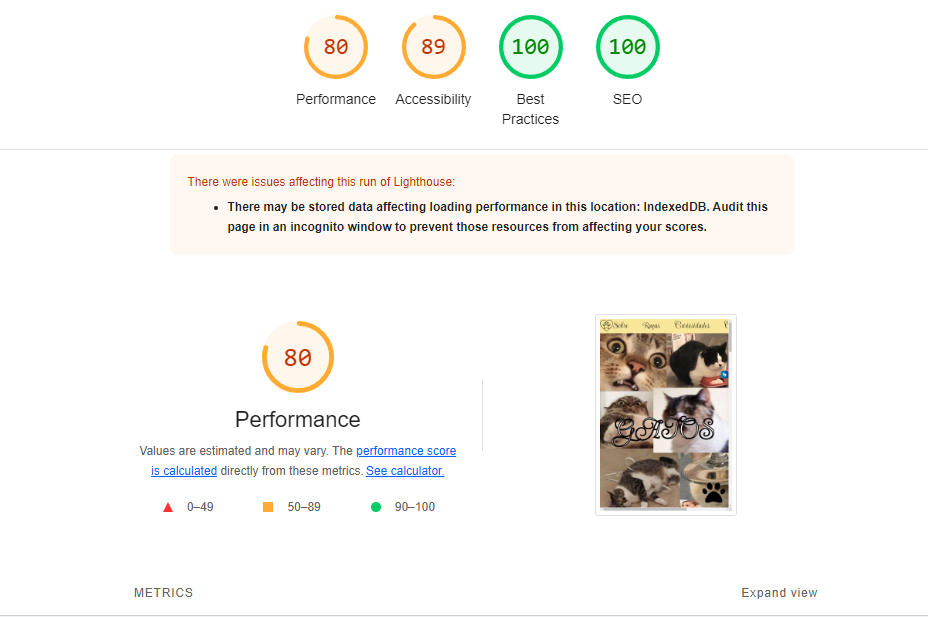 80
89
100
100
Performance
Accessibility
Best
Practices
SEO
There were issues affecting this run of Lighthouse:
• There may be stored data affecting loading performance in this location: IndexedDB. Audit this
page in an incognito window to prevent those resources from affecting your scores.
80
Performance
Values are estimated and may vary. The performance score
is calculated directly from these metrics. See calculator.
0–49
50–89
90–100
Sobre Raças Curiosidades
GATOS
METRICS
Expand view